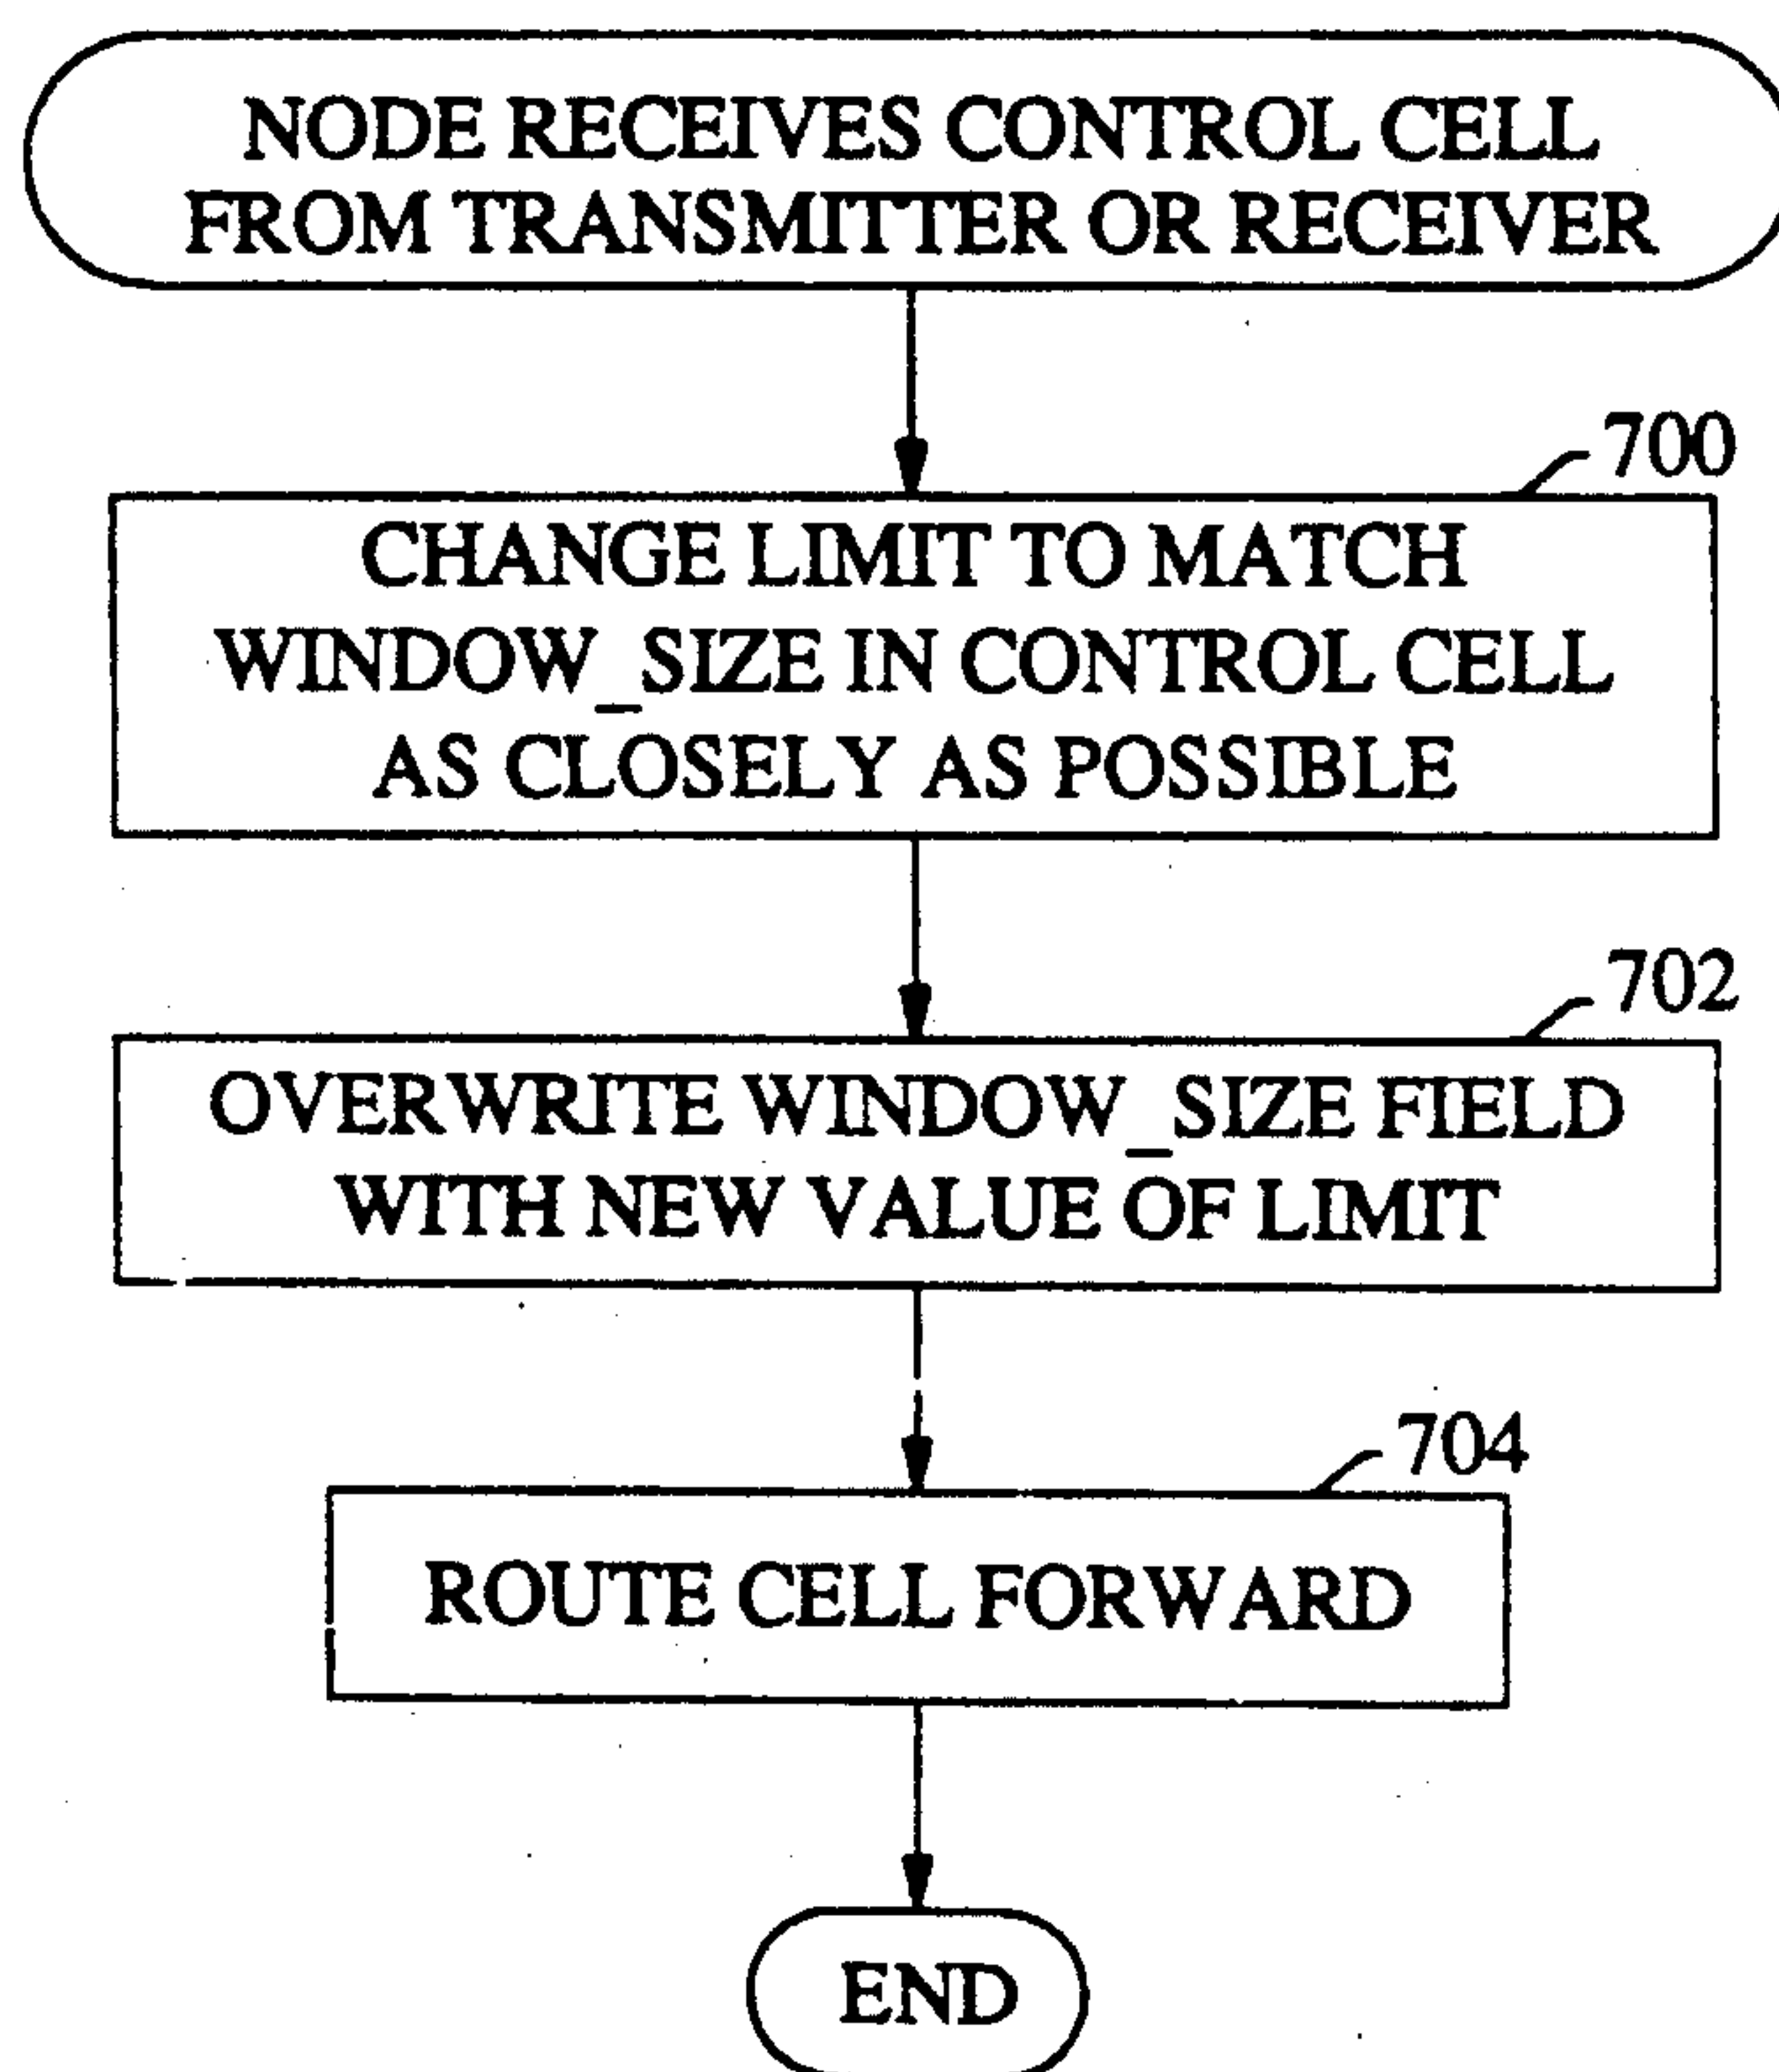 NODE RECEIVES CONTROL CELL
FROM TRANSMITTER OR RECEIVER
700
CHANGE LIMIT TO MATCH
WINDOW_SIZE IN CONTROL CELL
AS CLOSELY AS POSSIBLE
702
OVERWRITE WINDOW_SIZE FIELD
WITH NEW VALUE OF LIMIT
704
ROUTE CELL FORWARD
END